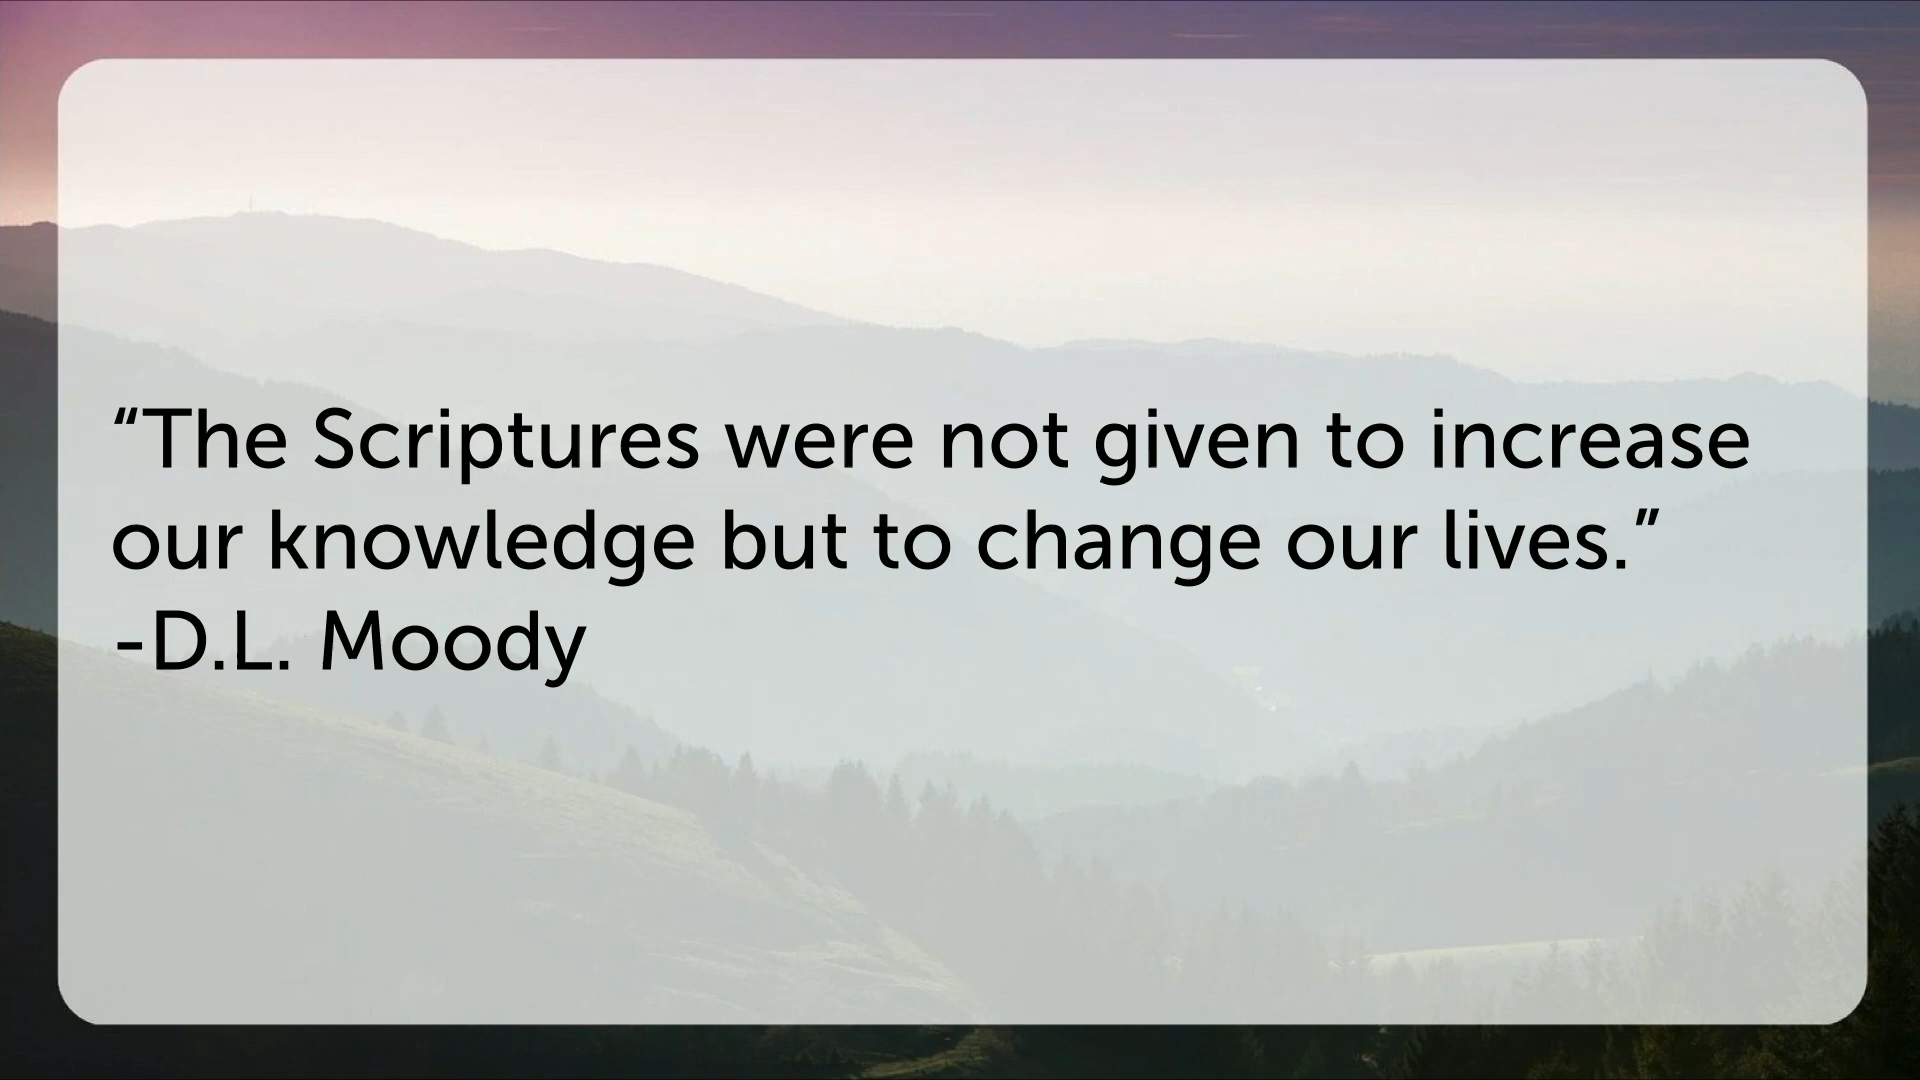 “The Scriptures were not given to increase
our knowledge but to change our lives.”
-D.L. Moody